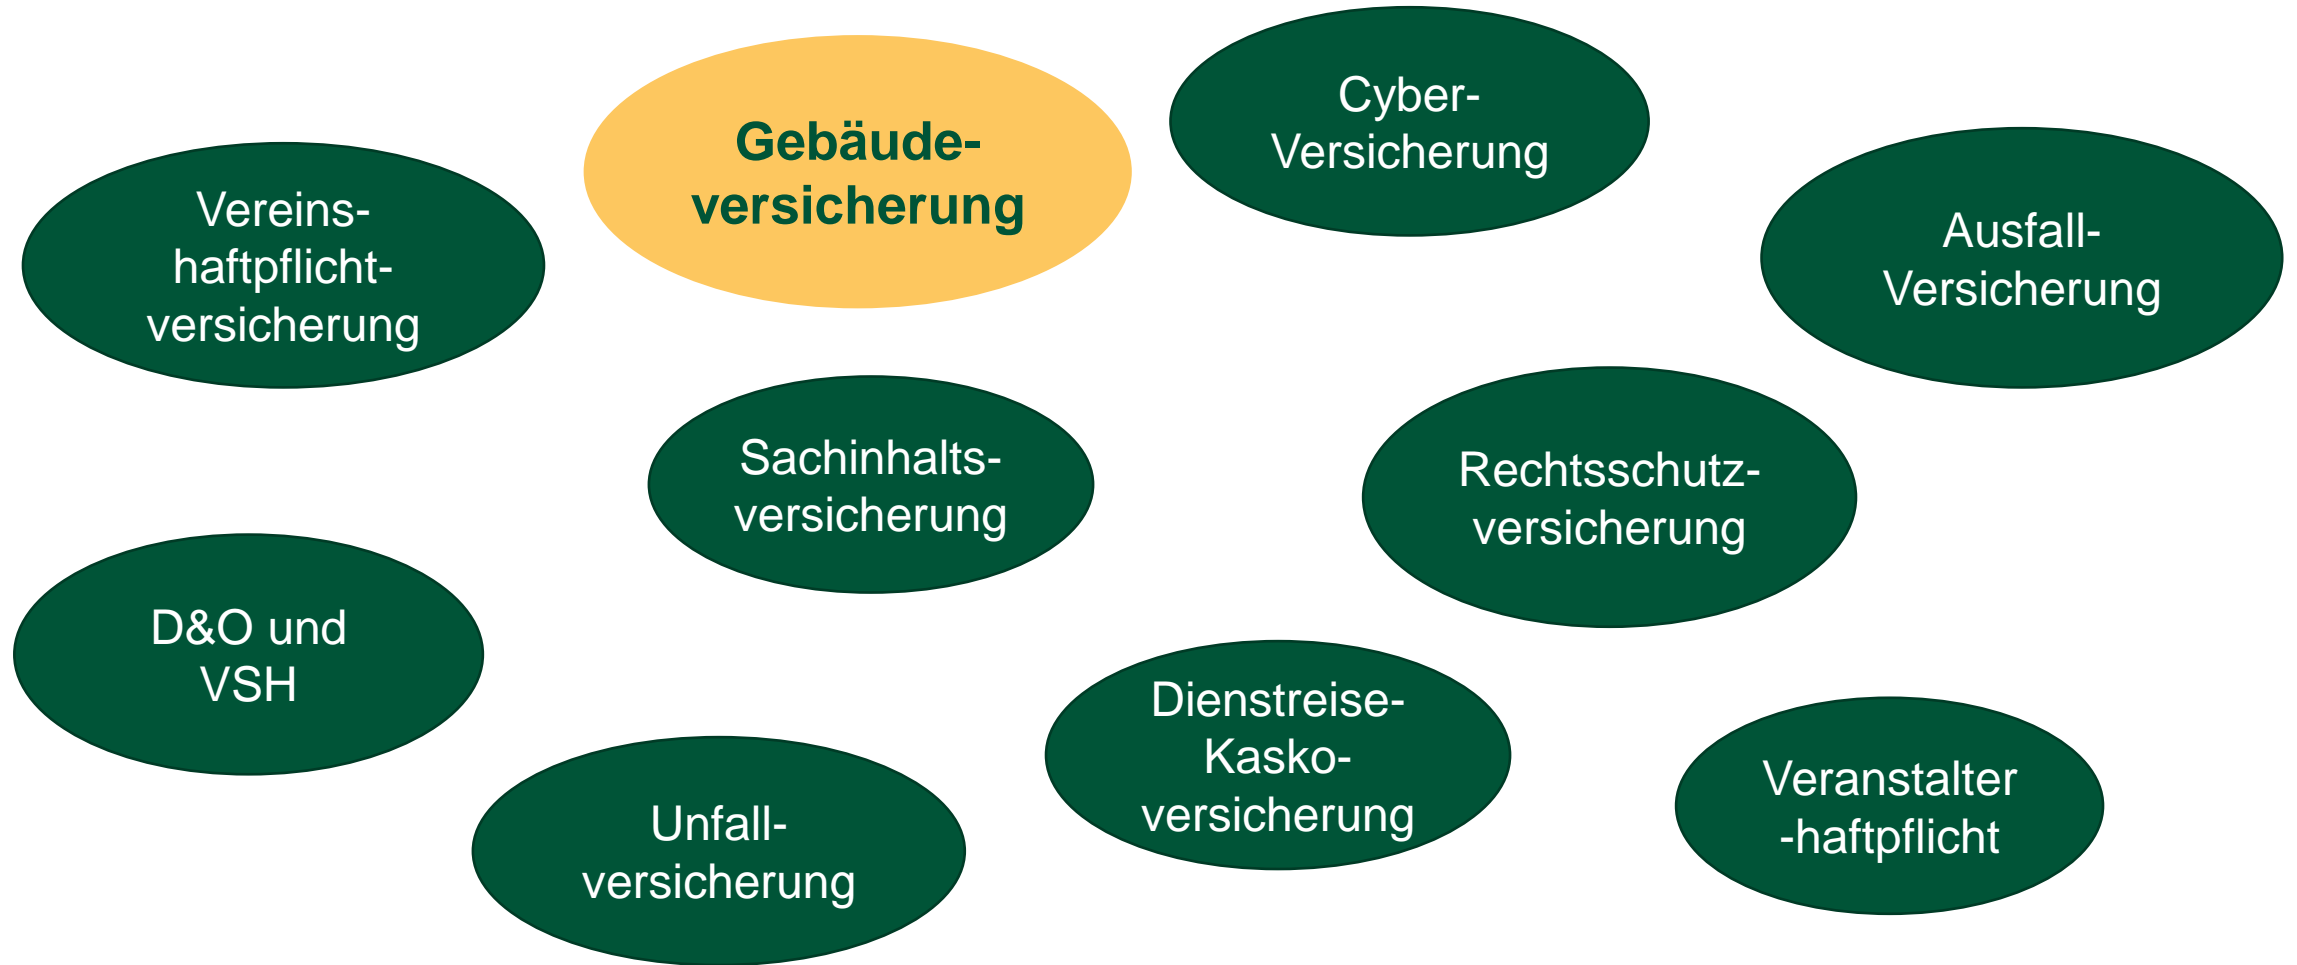 Vereins-
haftpflicht-
versicherung
Gebäude-
versicherung
Cyber-
Versicherung
Ausfall-
Versicherung
Sachinhalts-
versicherung
Rechtsschutz-
versicherung
D&O und
VSH
Unfall-
versicherung
Dienstreise-
Kasko-
versicherung
Veranstalter
-haftpflicht